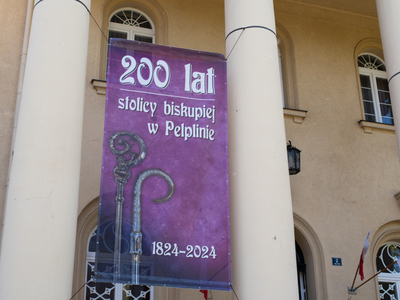 200 lat
stolicy biskupiej
w Pelplinie
1824-2024